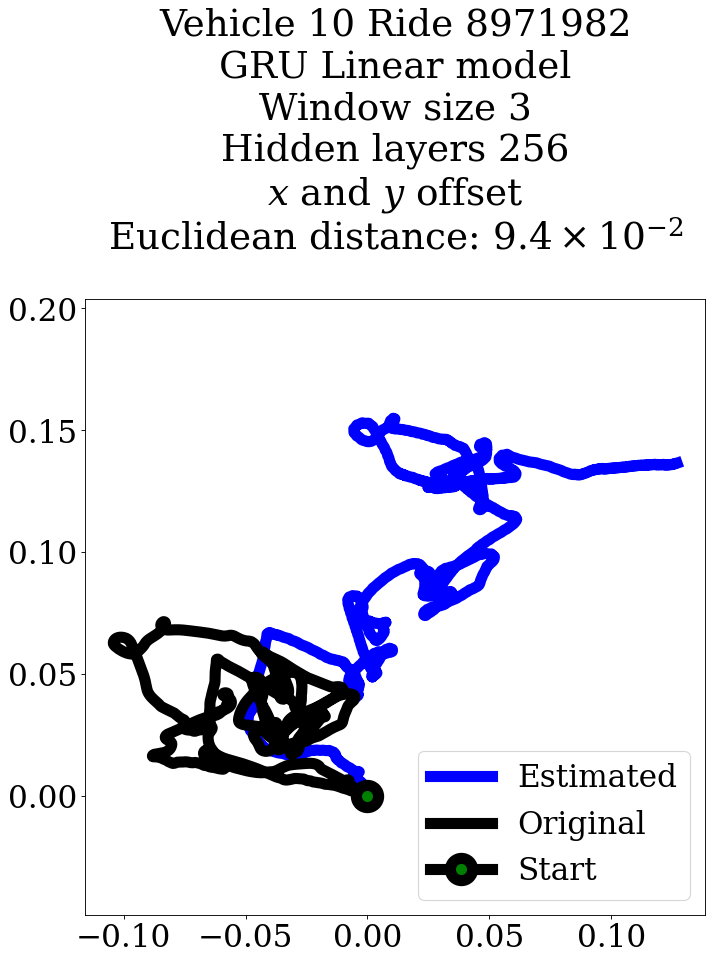 Vehicle 10 Ride 8971982
GRU Linear model
Window size 3
Hidden layers 256
x and y offset
Euclidean distance: 9.4 × 10⁻²
0.20
0.15
0.10
0.05
0.00
Estimated
Original
Start
−0.10 −0.05 0.00 0.05 0.10